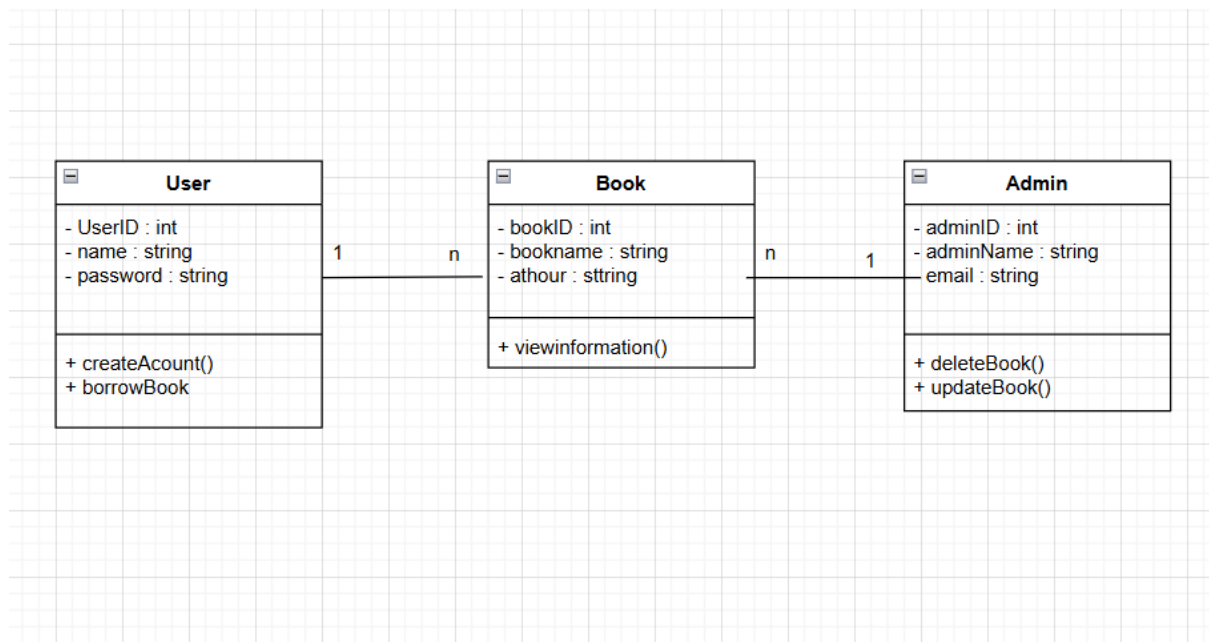 User
- UserID : int
- name : string
- password : string
+ createAcount()
+ borrowBook
1
n
Book
- bookID : int
- bookname : string
- athour : sttring
+ viewinformation()
n
1
Admin
- adminID : int
- adminName : string
email : string
+ deleteBook()
+ updateBook()